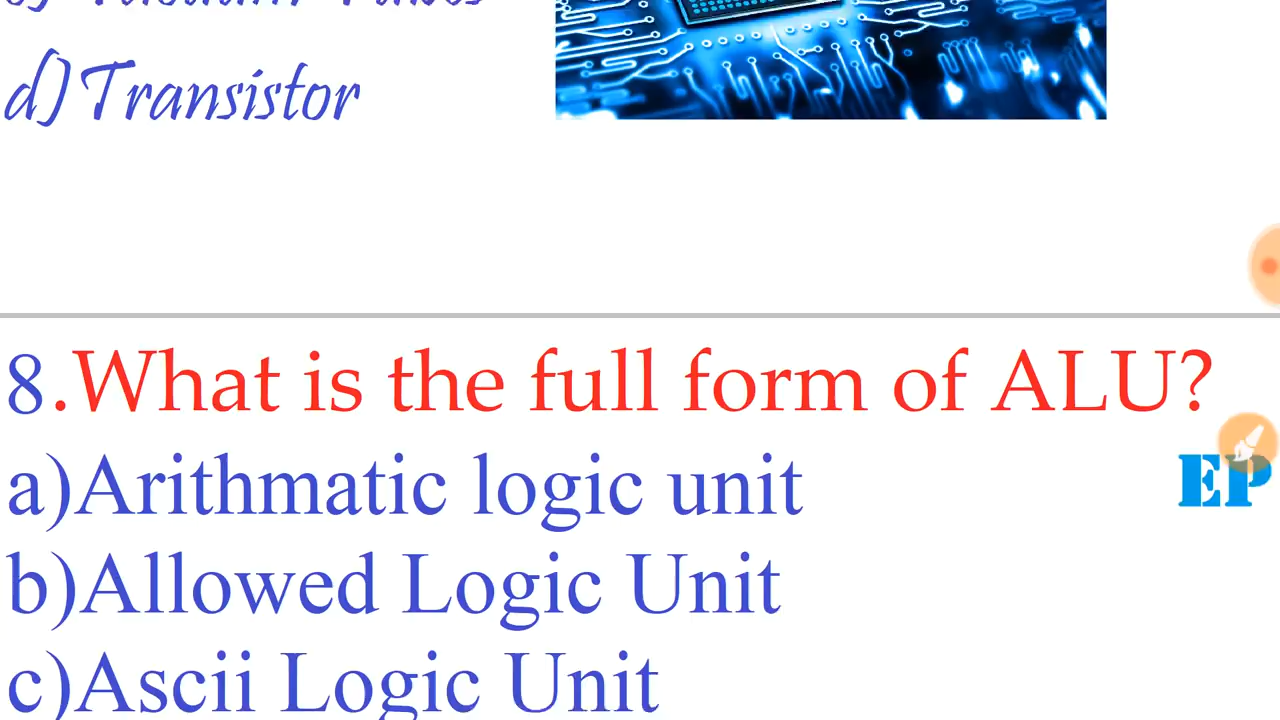 d) Transistor
8.What is the full form of ALU?
a)Arithmatic logic unit
EP
b)Allowed Logic Unit
c)Ascii Logic Unit